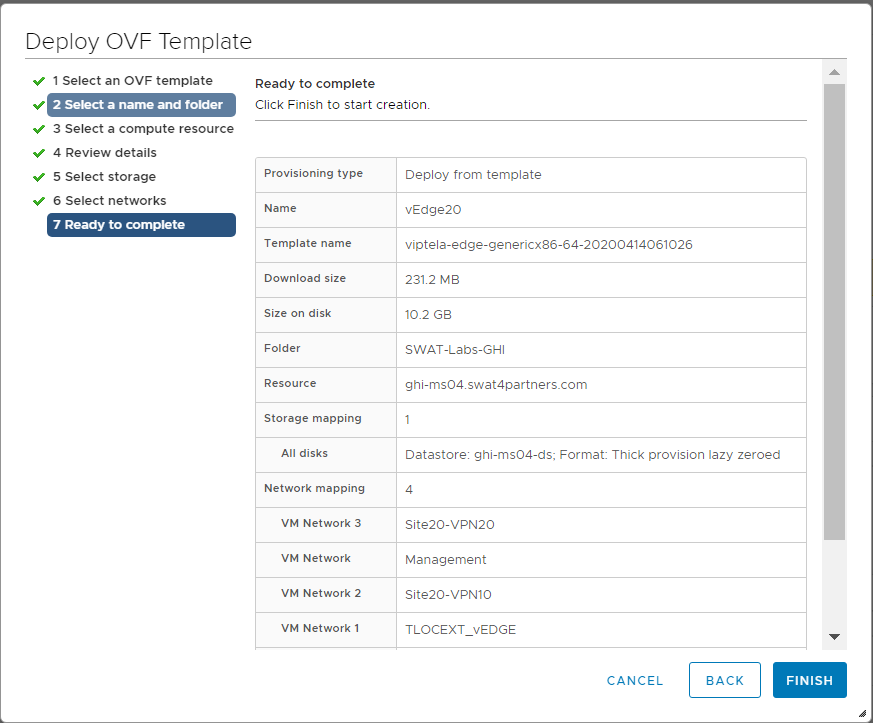 Deploy OVF Template
1 Select an OVF template
2 Select a name and folder
3 Select a compute resource
4 Review details
5 Select storage
6 Select networks
7 Ready to complete
Ready to complete
Click Finish to start creation.
Provisioning type Deploy from template
Name vEdge20
Template name viptela-edge-genericx86-64-20200414061026
Download size 231.2 MB
Size on disk 10.2 GB
Folder SWAT-Labs-GHI
Resource ghi-ms04.swat4partners.com
Storage mapping 1
All disks Datastore: ghi-ms04-ds; Format: Thick provision lazy zeroed
Network mapping 4
VM Network 3 Site20-VPN20
VM Network Management
VM Network 2 Site20-VPN10
VM Network 1 TLOCEXT_vEDGE
CANCEL BACK FINISH